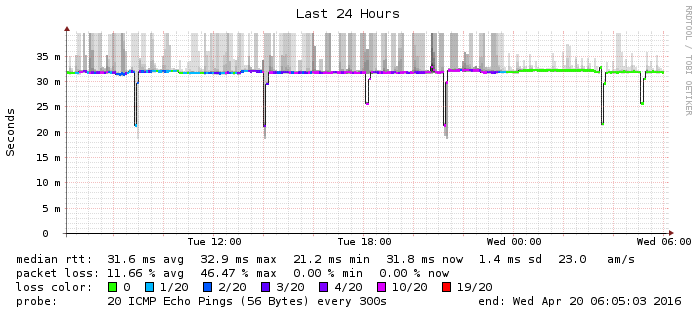 Last 24 Hours
RRDTOOL / TOBI OETIKER
Seconds
35 m
30 m
25 m
20 m
15 m
10 m
5 m
0
Tue 12:00 Tue 18:00 Wed 00:00 Wed 06:00
median rtt: 31.6 ms avg 32.9 ms max 21.2 ms min 31.8 ms now 1.4 ms sd 23.0 am/s
packet loss: 11.66 % avg 46.47 % max 0.00 % min 0.00 % now
loss color: 0 1/20 2/20 3/20 4/20 10/20 19/20
probe: 20 ICMP Echo Pings (56 Bytes) every 300s end: Wed Apr 20 06:05:03 2016